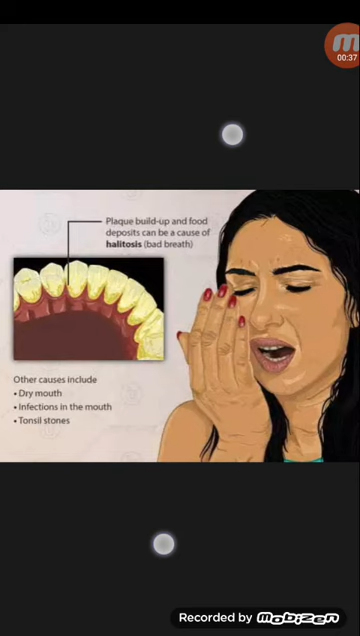 00:37
Plaque build-up and food
deposits can be a cause of
halitosis (bad breath)
Other causes include
• Dry mouth
• Infections in the mouth
• Tonsil stones
Recorded by Mobizen